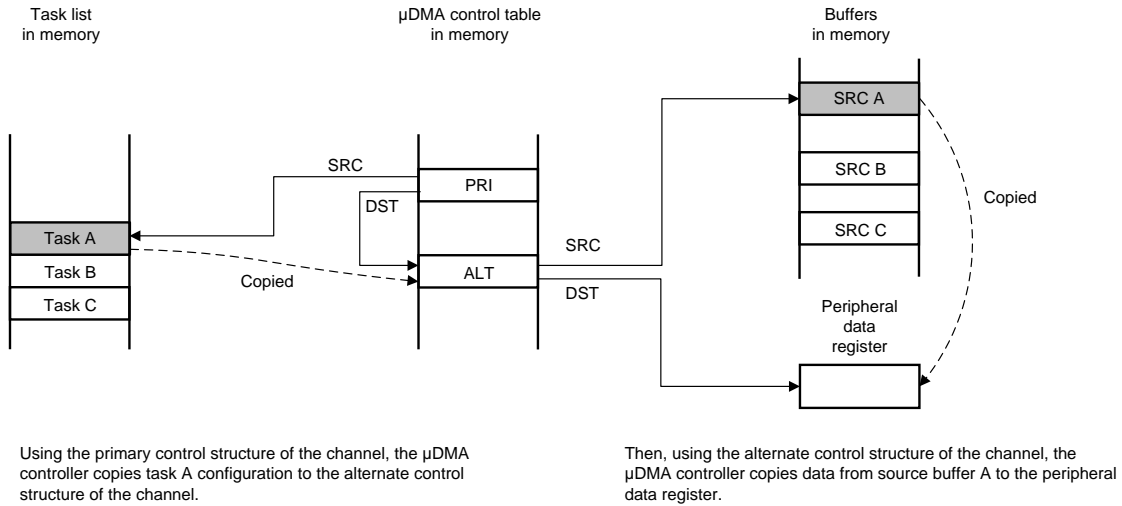 Task list
in memory
µDMA control table
in memory
Buffers
in memory
SRC A
SRC
PRI
SRC B
DST
Copied
SRC C
Task A
SRC
Task B
ALT
Copied
DST
Task C
Peripheral
data
register
Using the primary control structure of the channel, the µDMA
controller copies task A configuration to the alternate control
structure of the channel.
Then, using the alternate control structure of the channel, the
µDMA controller copies data from source buffer A to the peripheral
data register.